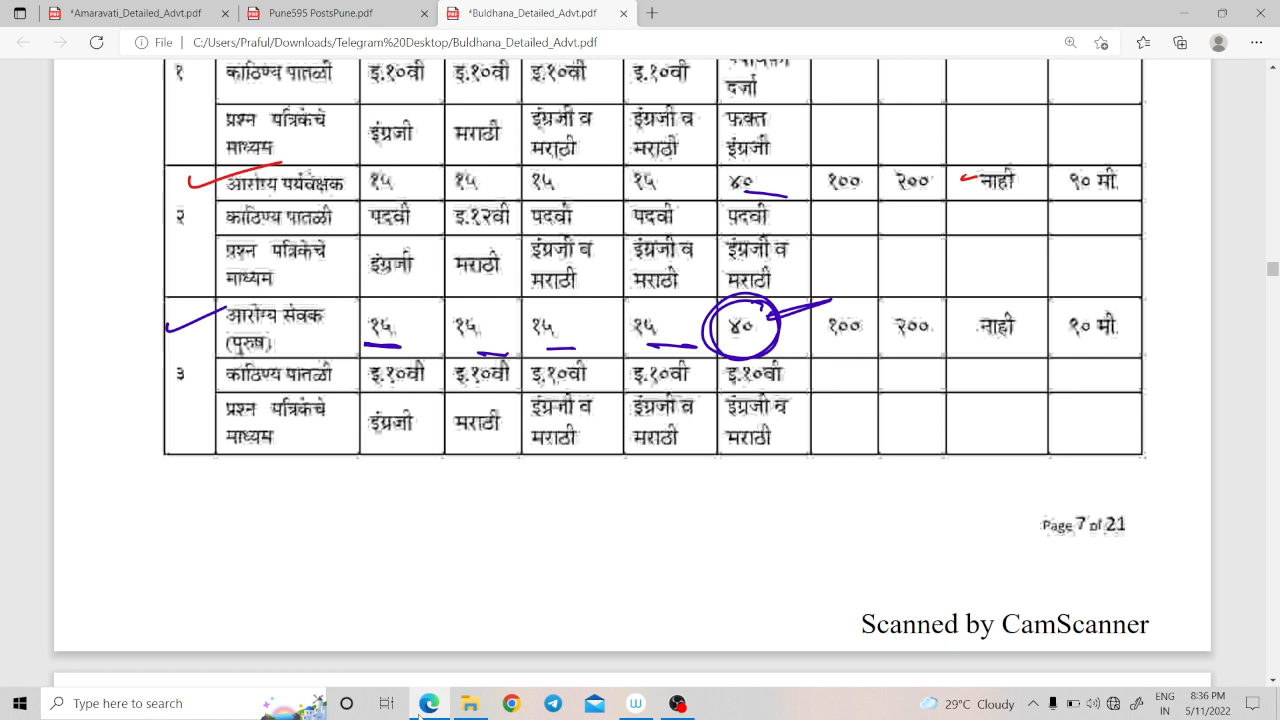 *Amaravati_Detailed_Advt.pdf
Pune595 PostsPune.pdf
*Buldhana_Detailed_Advt.pdf
File
C:/Users/Praful/Downloads/Telegram%20Desktop/Buldhana_Detailed_Advt.pdf
१ काठिण्य पातळी इ.१०वी इ.१०वी इ.१०वी इ.१०वी
दर्जा
प्रश्न पत्रिकेचे माध्यम इंग्रजी मराठी इंग्रजी व मराठी इंग्रजी व मराठी फक्त इंग्रजी
आरोग्य पर्यवेक्षक १५ १५ १५ १५ ४० १०० २०० नाही ९० मी.
२ काठिण्य पातळी पदवी इ.१२वी पदवी पदवी पदवी
प्रश्न पत्रिकेचे माध्यम इंग्रजी मराठी इंग्रजी व मराठी इंग्रजी व मराठी इंग्रजी व मराठी
आरोग्य सेवक (पुरूष) १५ १५ १५ १५ ४० १०० २०० नाही ९० मी.
३ काठिण्य पातळी इ.१०वी इ.१०वी इ.१०वी इ.१०वी इ.१०वी
प्रश्न पत्रिकेचे माध्यम इंग्रजी मराठी इंग्रजी व मराठी इंग्रजी व मराठी इंग्रजी व मराठी
Page 7 of 21
Scanned by CamScanner
Type here to search
29°C Cloudy
ENG
IN
8:36 PM
5/11/2022